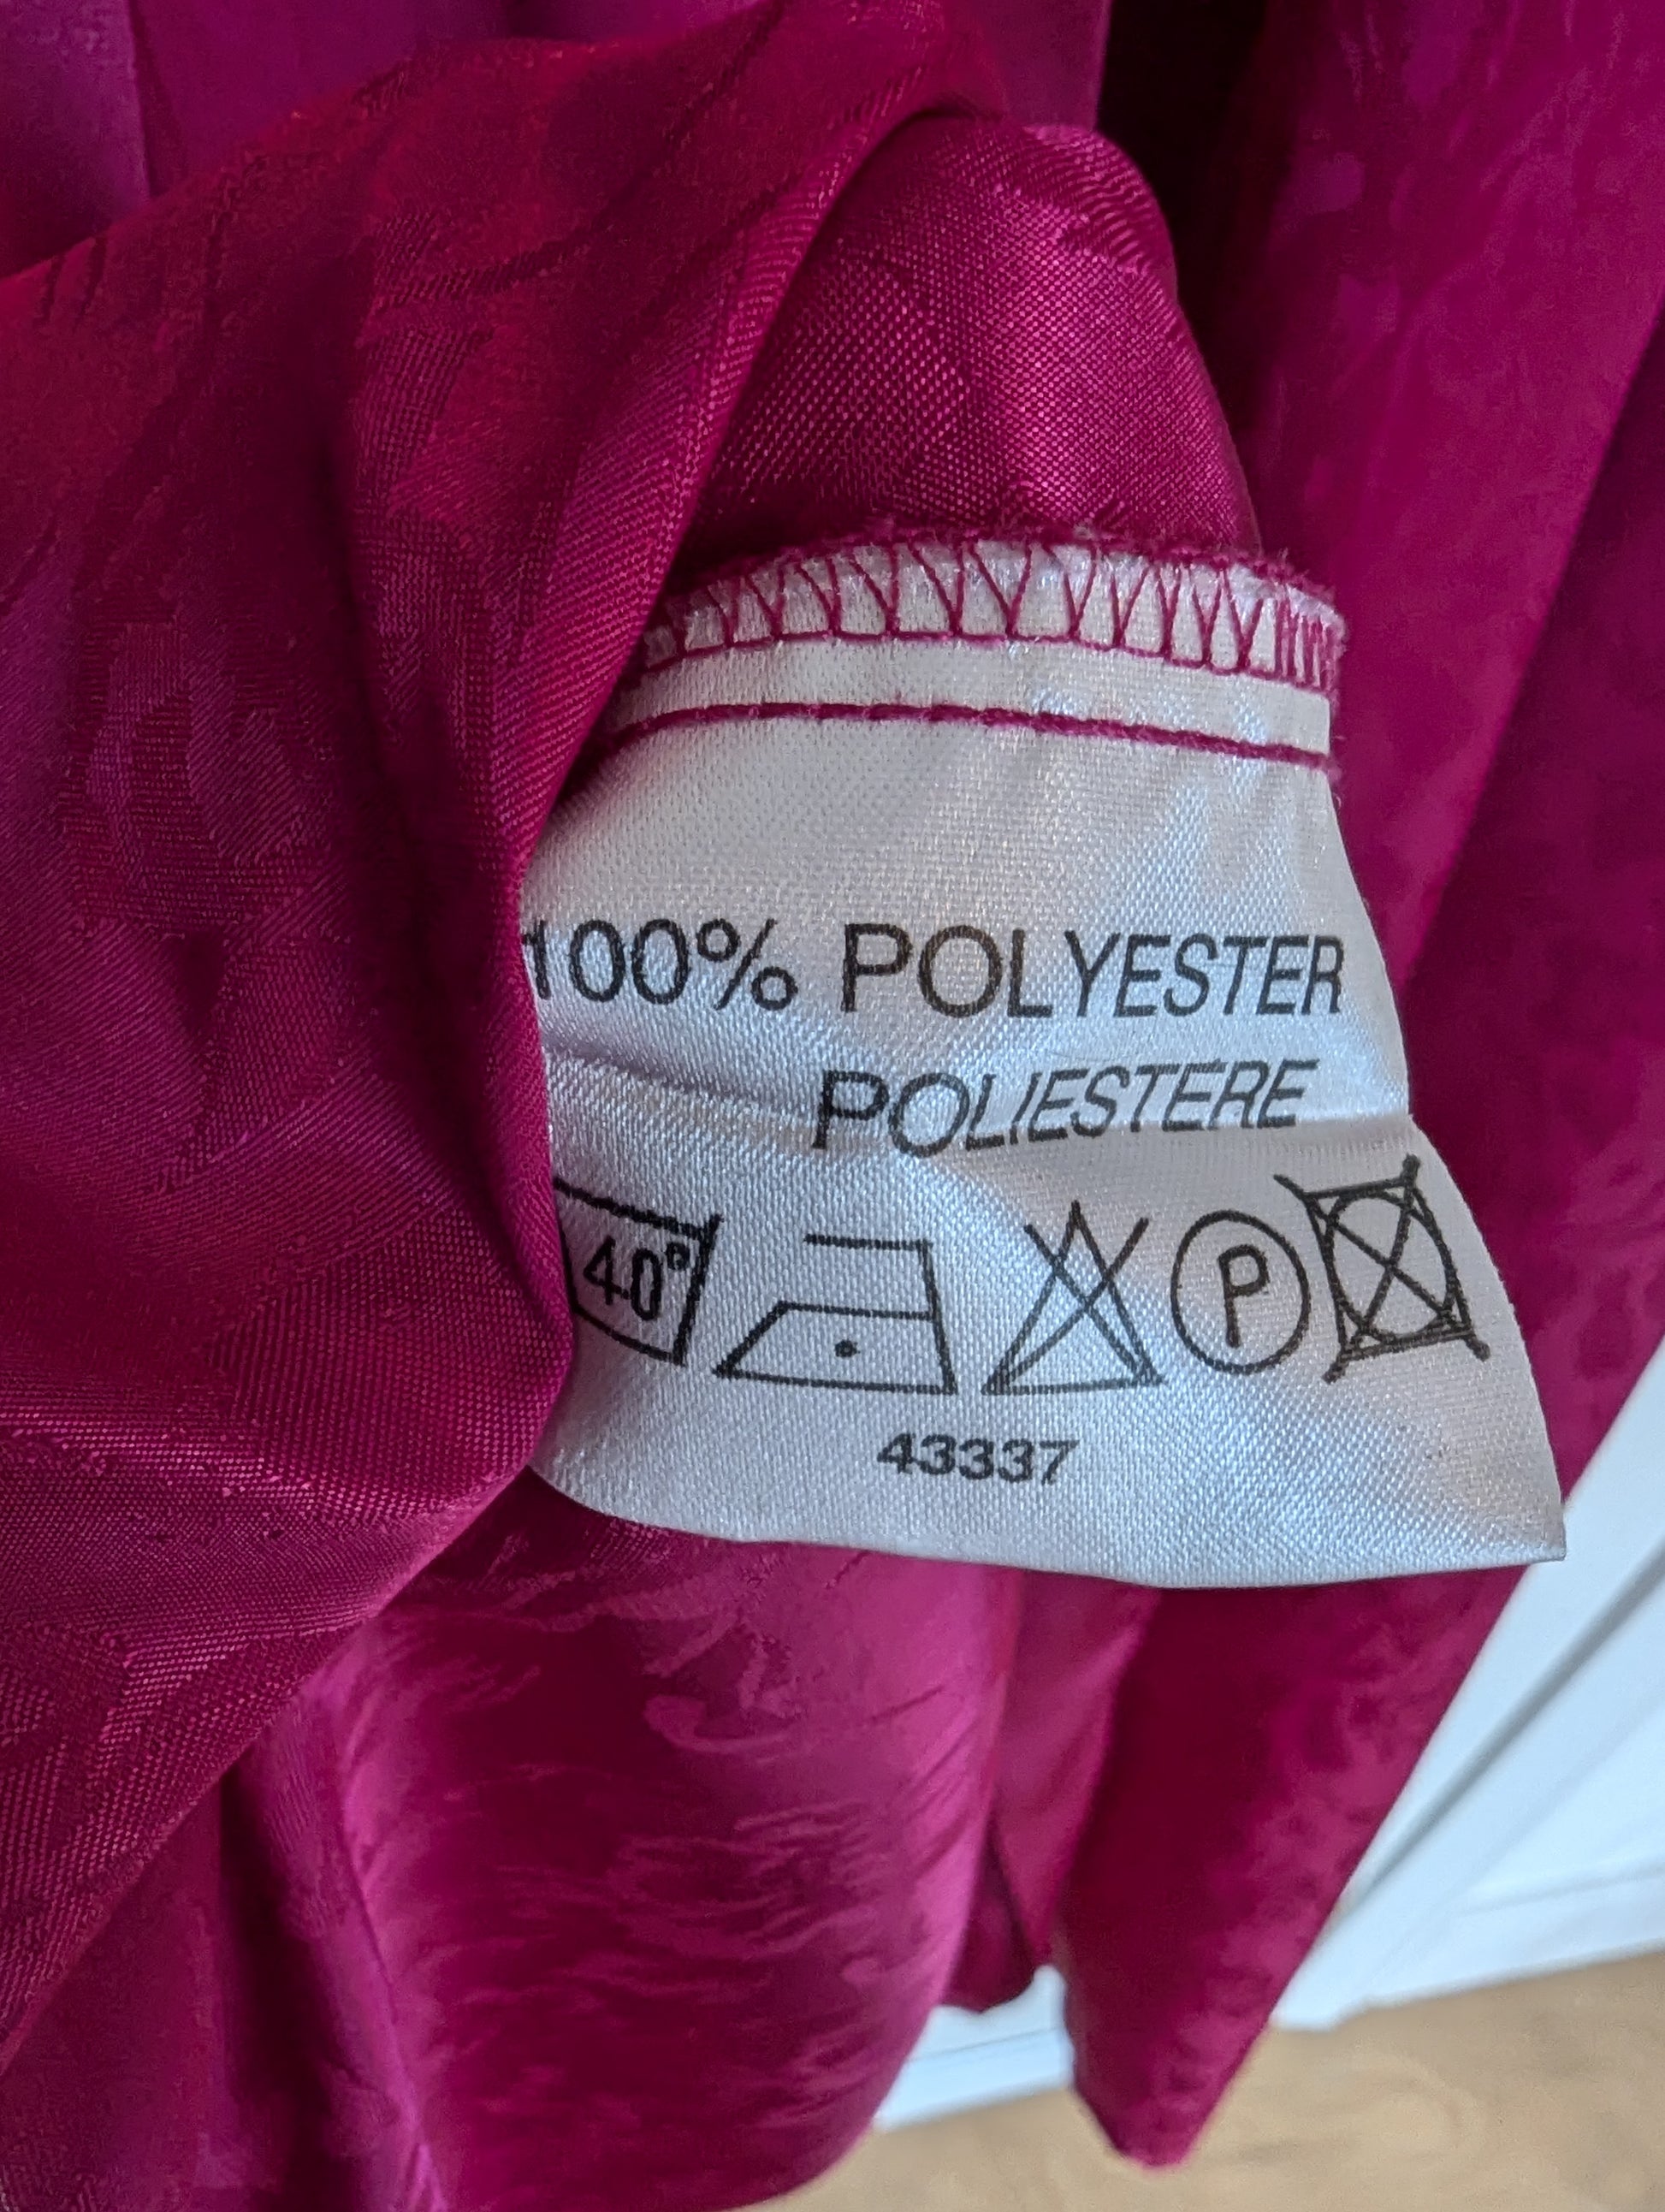 100% POLYESTER
POLIESTERE
40°
P
43337